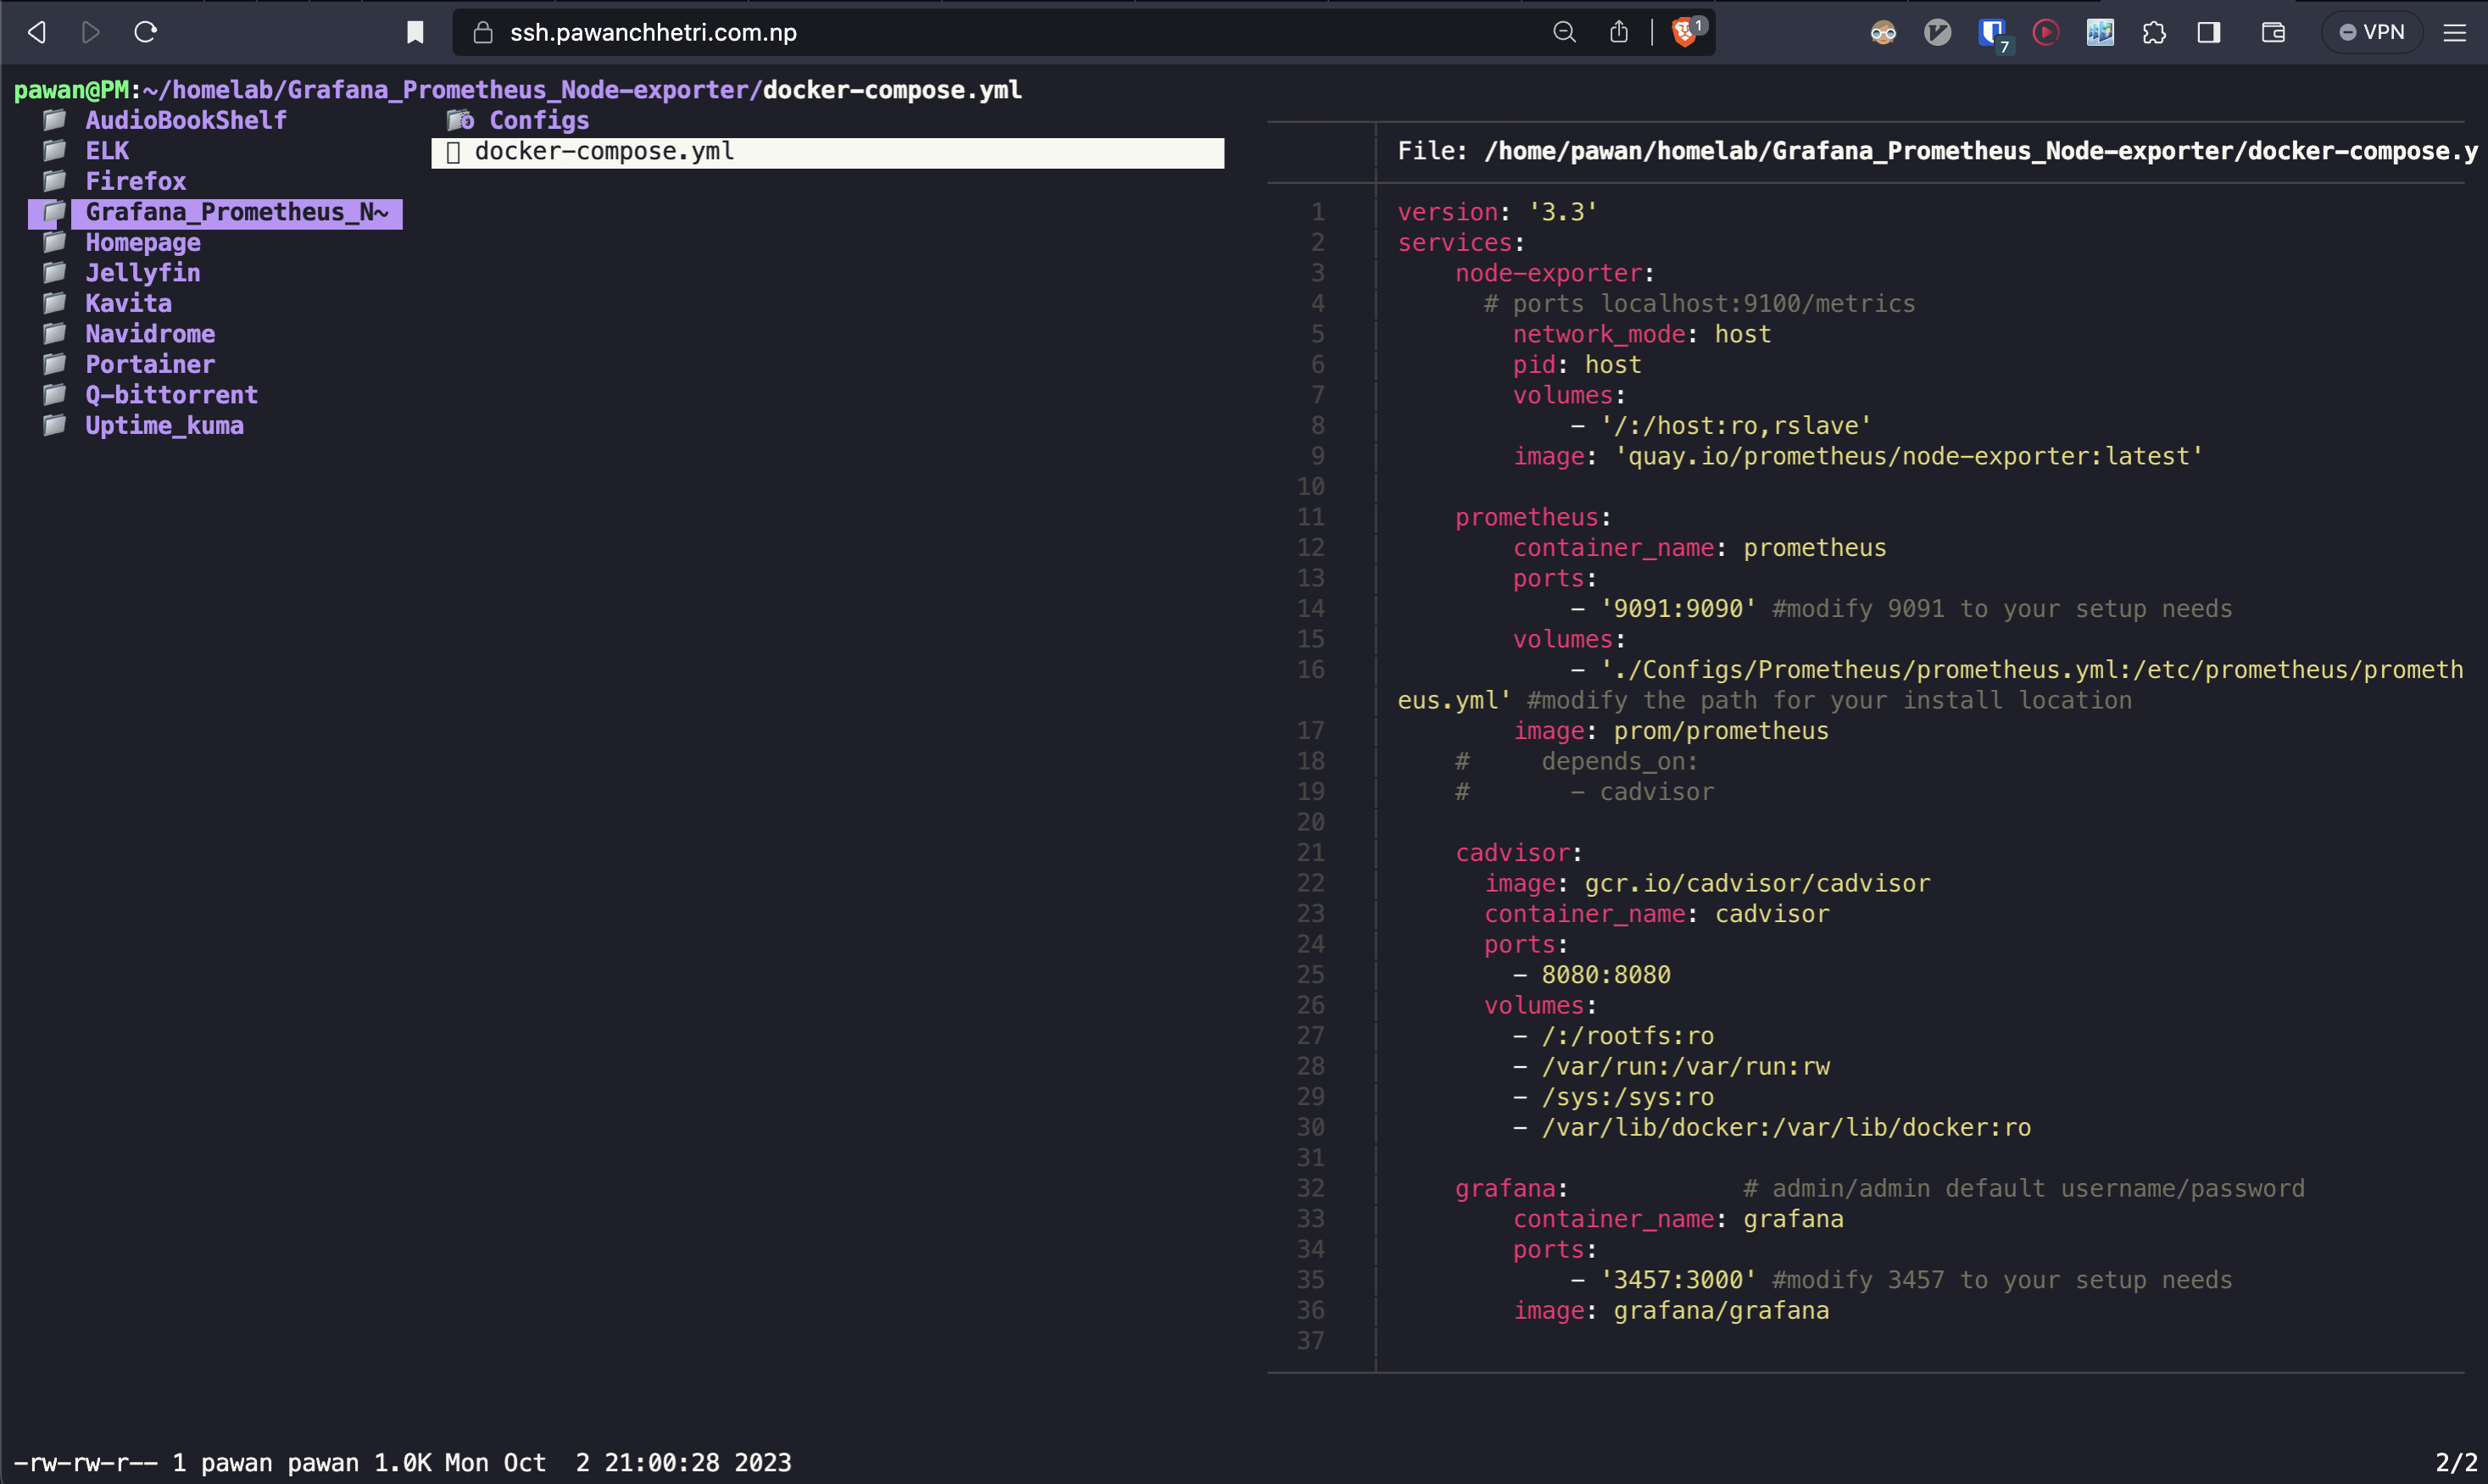 ssh.pawanchhetri.com.np
1
7
VPN
pawan@PM:~/homelab/Grafana_Prometheus_Node-exporter/docker-compose.yml
AudioBookShelf
ELK
Firefox
Grafana_Prometheus_N~
Homepage
Jellyfin
Kavita
Navidrome
Portainer
Q-bittorrent
Uptime_kuma
Configs
docker-compose.yml
File: /home/pawan/homelab/Grafana_Prometheus_Node-exporter/docker-compose.y
1 version: '3.3'
2 services:
3     node-exporter:
4       # ports localhost:9100/metrics
5         network_mode: host
6         pid: host
7         volumes:
8             - '/:/host:ro,rslave'
9         image: 'quay.io/prometheus/node-exporter:latest'
10
11     prometheus:
12         container_name: prometheus
13         ports:
14             - '9091:9090' #modify 9091 to your setup needs
15         volumes:
16             - './Configs/Prometheus/prometheus.yml:/etc/prometheus/prometh
eus.yml' #modify the path for your install location
17         image: prom/prometheus
18     #     depends_on:
19     #       - cadvisor
20
21     cadvisor:
22       image: gcr.io/cadvisor/cadvisor
23       container_name: cadvisor
24       ports:
25         - 8080:8080
26       volumes:
27         - /:/rootfs:ro
28         - /var/run:/var/run:rw
29         - /sys:/sys:ro
30         - /var/lib/docker:/var/lib/docker:ro
31
32     grafana:            # admin/admin default username/password
33         container_name: grafana
34         ports:
35             - '3457:3000' #modify 3457 to your setup needs
36         image: grafana/grafana
37
-rw-rw-r-- 1 pawan pawan 1.0K Mon Oct  2 21:00:28 2023
2/2